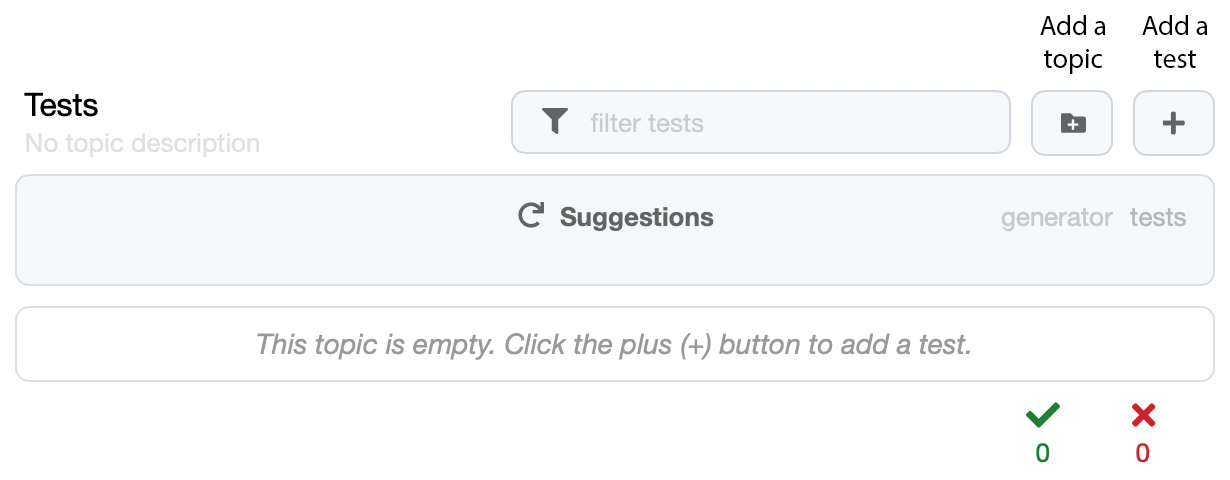 Add a topic
Add a test
Tests
No topic description
filter tests
Suggestions
generator
tests
This topic is empty. Click the plus (+) button to add a test.
0
0